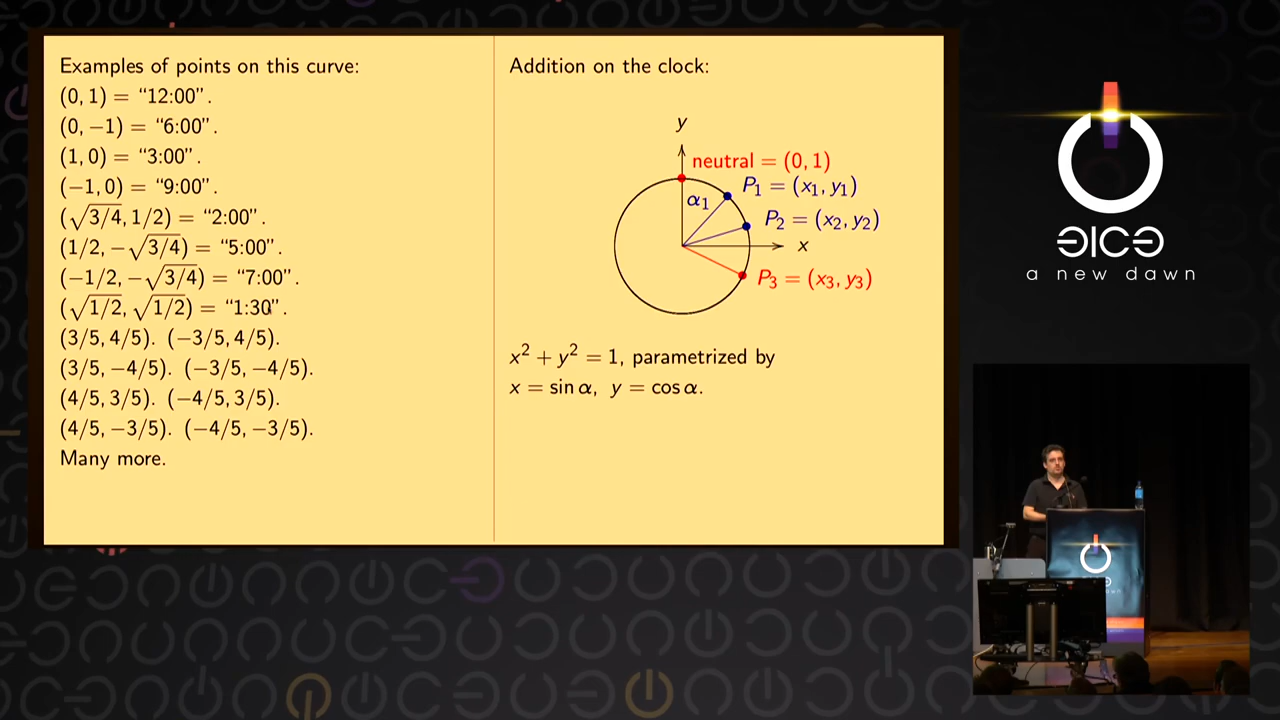 Examples of points on this curve:
(0, 1) = “12:00”.
(0, −1) = “6:00”.
(1, 0) = “3:00”.
(−1, 0) = “9:00”.
(√3/4, 1/2) = “2:00”.
(1/2, −√3/4) = “5:00”.
(−1/2, −√3/4) = “7:00”.
(√1/2, √1/2) = “1:30”.
(3/5, 4/5). (−3/5, 4/5).
(3/5, −4/5). (−3/5, −4/5).
(4/5, 3/5). (−4/5, 3/5).
(4/5, −3/5). (−4/5, −3/5).
Many more.
Addition on the clock:
y
neutral = (0, 1)
P₁ = (x₁, y₁)
α₁
P₂ = (x₂, y₂)
x
P₃ = (x₃, y₃)
x² + y² = 1, parametrized by
x = sin α, y = cos α.
ƏICƏ
a new dawn